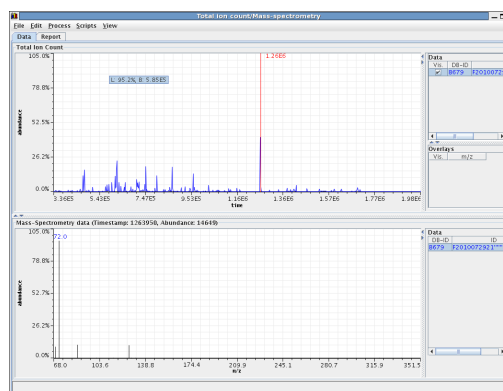 Total ion count/Mass-spectrometry
File Edit Process Scripts View
Data Report
Total Ion Count
105.0%
78.8%
52.5%
26.2%
0.0%
abundance
1.26E6
L: 95.2%, B: 5.85E5
3.36E5 5.43E5 7.47E5 9.53E5 1.16E6 1.36E6 1.57E6 1.77E6 1.98E6
time
Data
Vis. DB-ID
8679 F20100729
Overlays
Vis. m/z
Mass-Spectrometry data (Timestamp: 1263950, Abundance: 14649)
105.0%
78.8%
52.7%
26.2%
0.0%
abundance
72.0
68.0 103.6 138.8 174.4 209.9 245.1 280.7 315.9 351.5
m/z
Data
DB-ID ID
8679 F2010072921